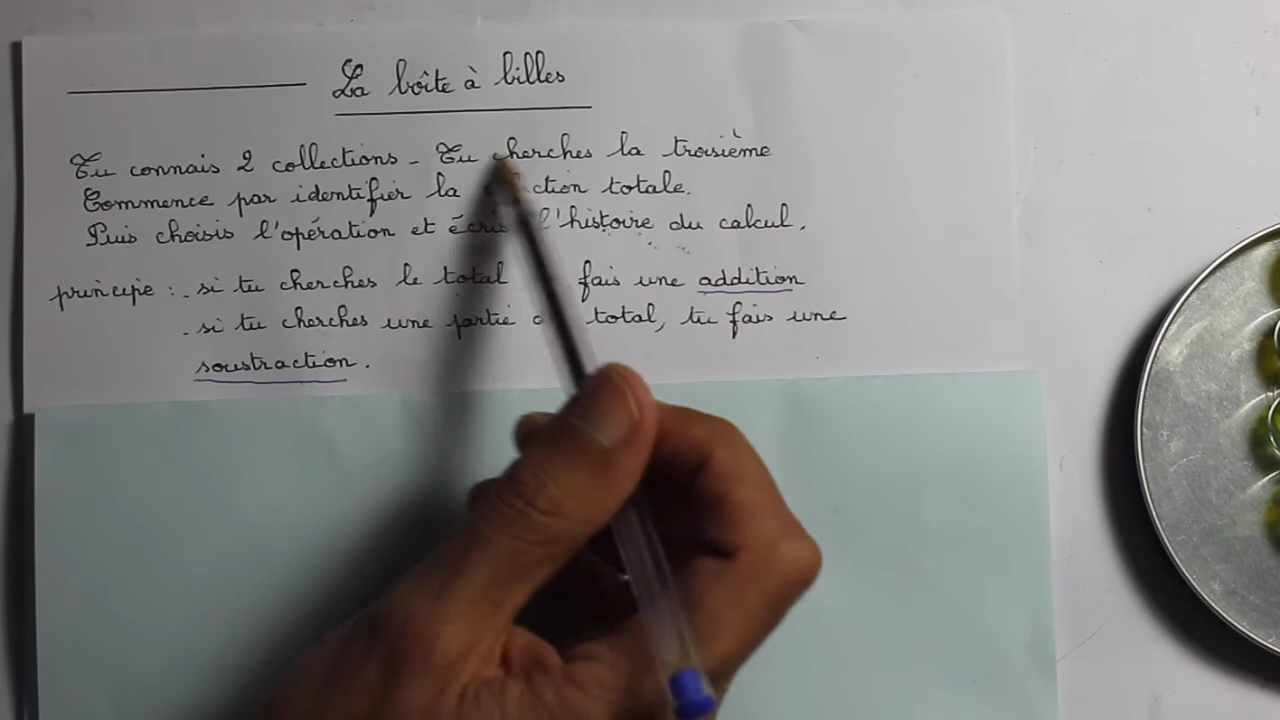 La boîte à billes
Tu connais 2 collections - Tu cherches la troisième
Commence par identifier la ction totale.
Puis choisis l'opération et écris l'histoire du calcul.
principe : - si tu cherches le total fais une addition
- si tu cherches une partie total, tu fais une
soustraction.